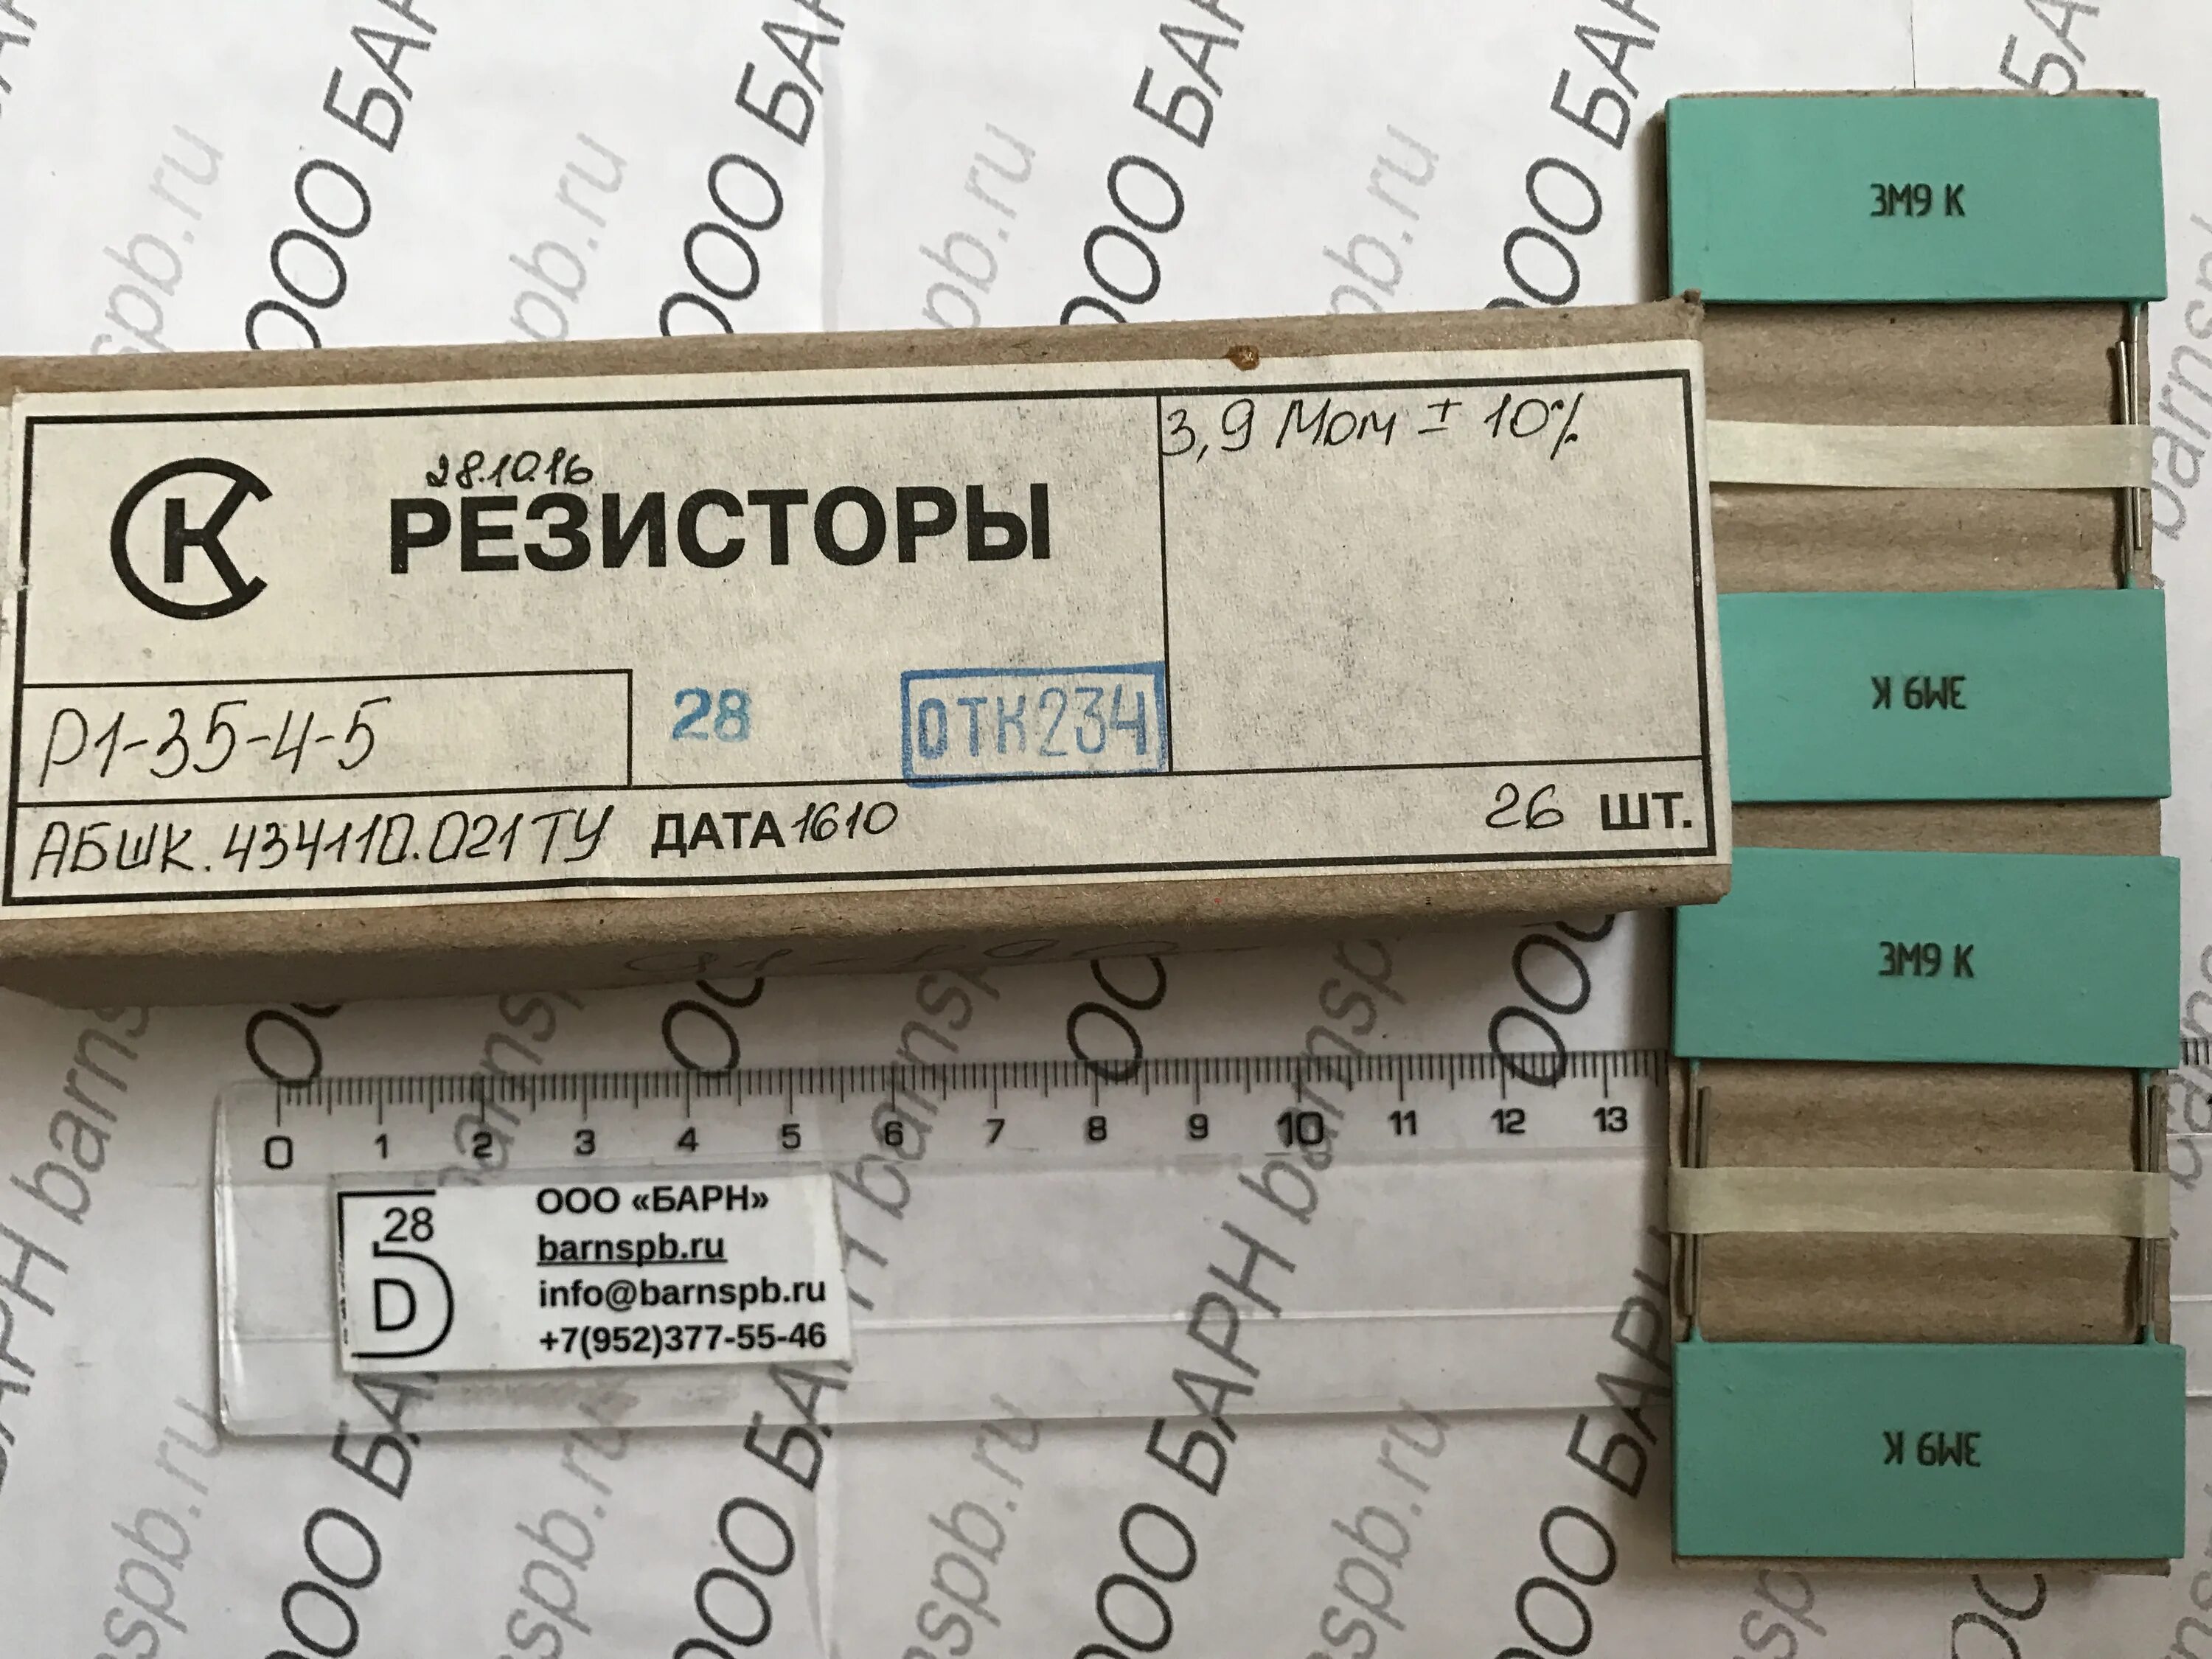 28.10.16
К
РЕЗИСТОРЫ
3,9 Мом ± 10%
Р1-35-4-5
28
ОТК234
АБШК.434110.021ТУ ДАТА 1610
26 ШТ.
3М9 К
3М9 К
3М9 К
3М9 К
0 1 2 3 4 5 6 7 8 9 10 11 12 13
28
D
ООО «БАРН»
barnspb.ru
info@barnspb.ru
+7(952)377-55-46
ООО БАРН barnspb.ru